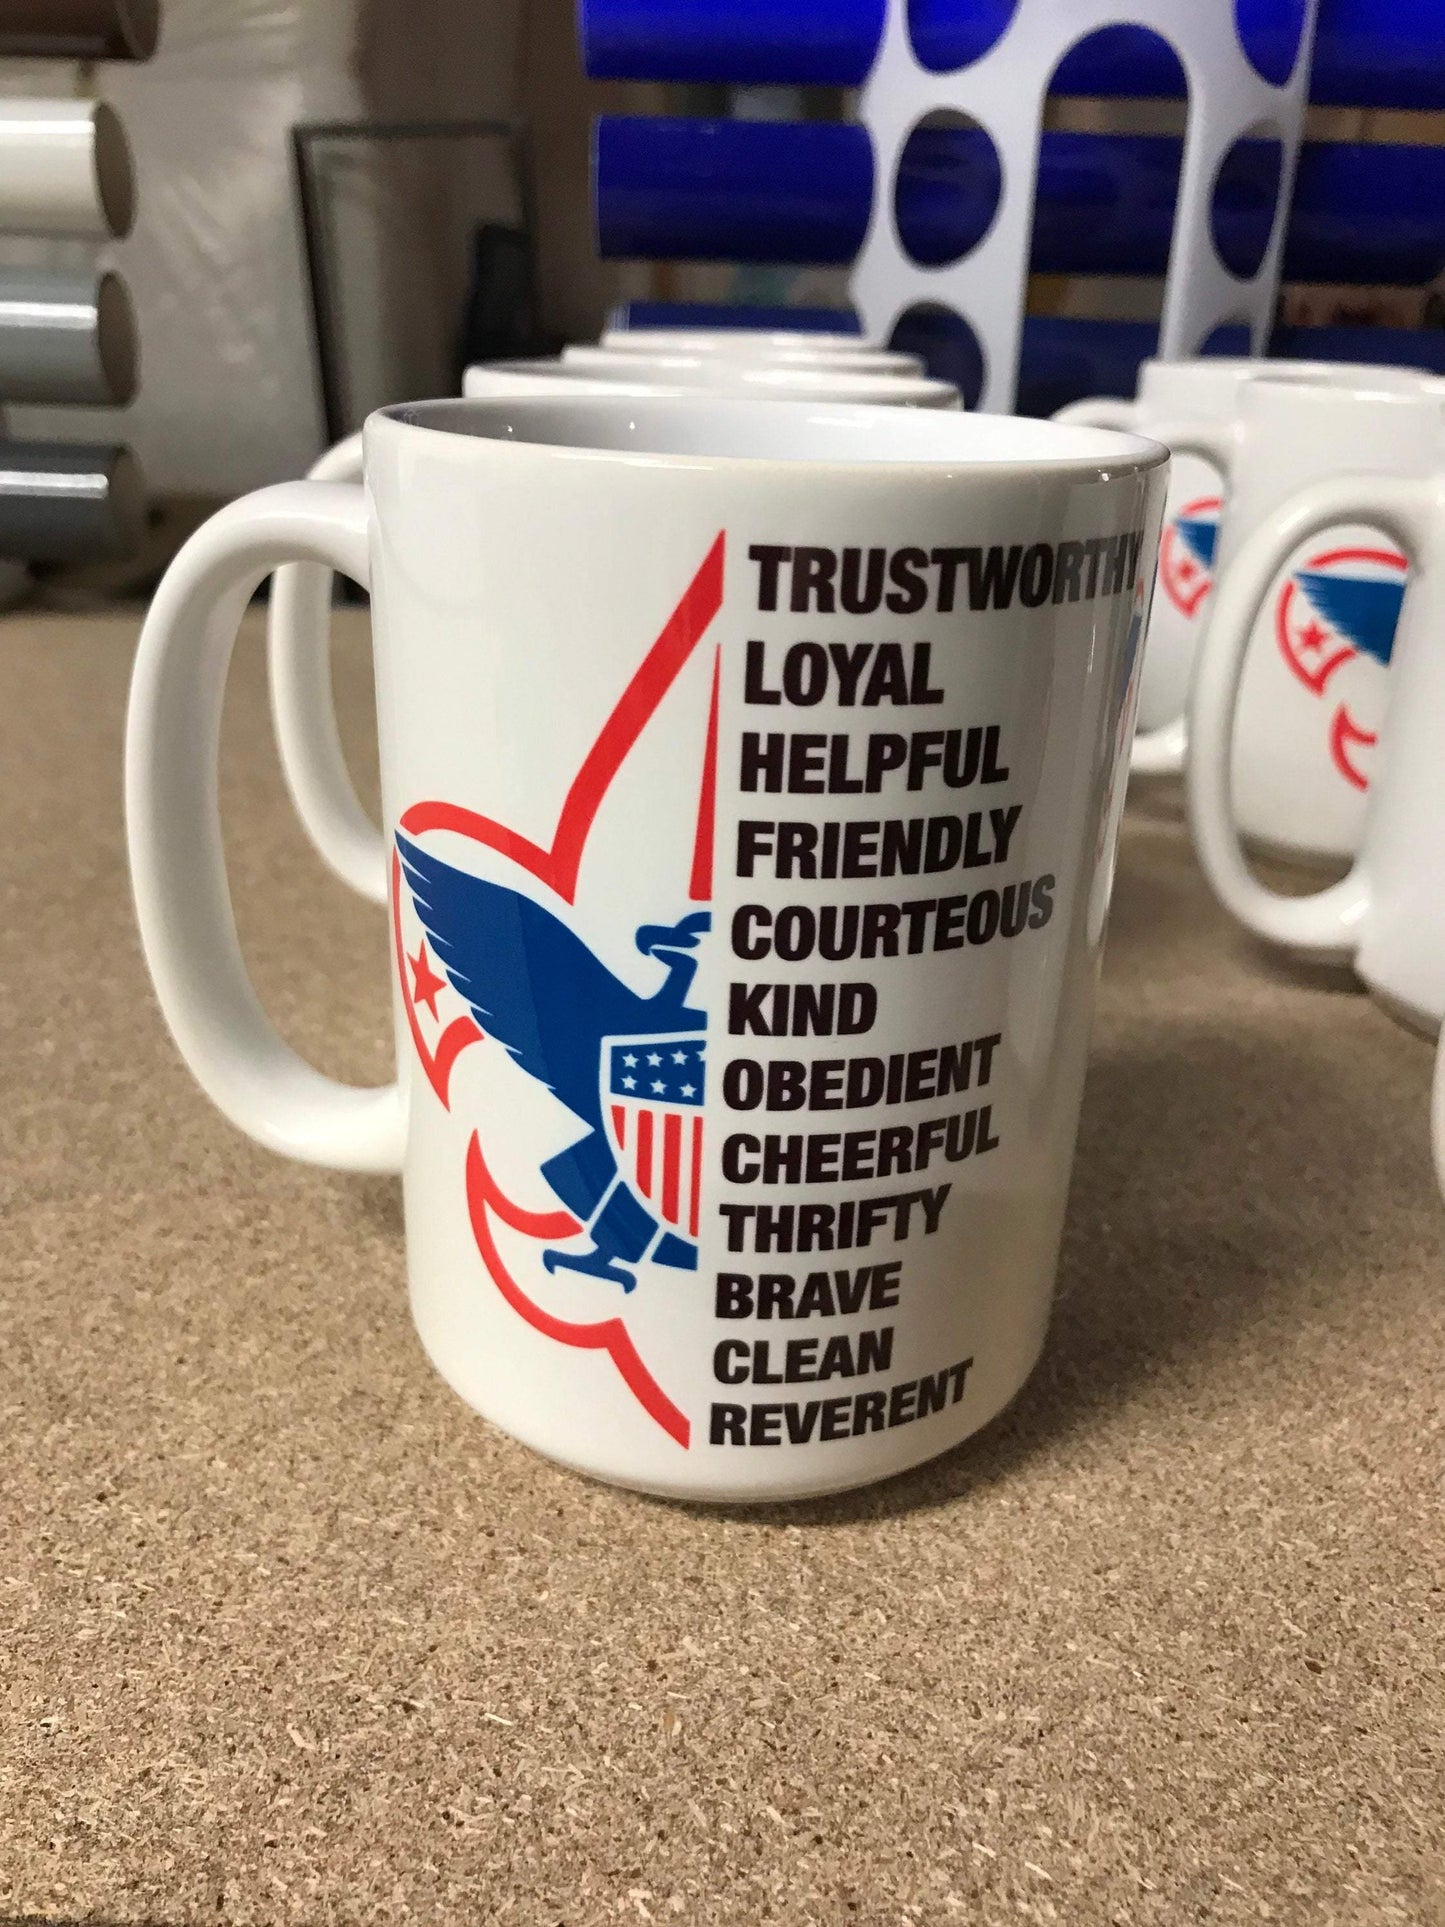 TRUSTWORTHY
LOYAL
HELPFUL
FRIENDLY
COURTEOUS
KIND
OBEDIENT
CHEERFUL
THRIFTY
BRAVE
CLEAN
REVERENT